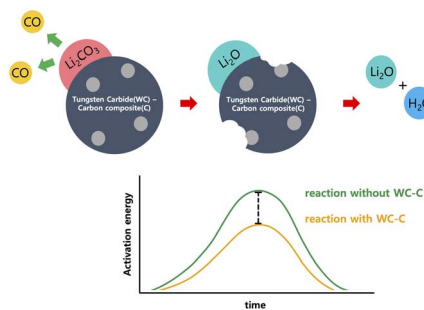 CO
CO
Li2CO3
Tungsten Carbide(WC) –
Carbon composite(C)
Li2O
Tungsten Carbide(WC) –
Carbon composite(C)
Li2O
+
H2O
Activation energy
reaction without WC-C
reaction with WC-C
time